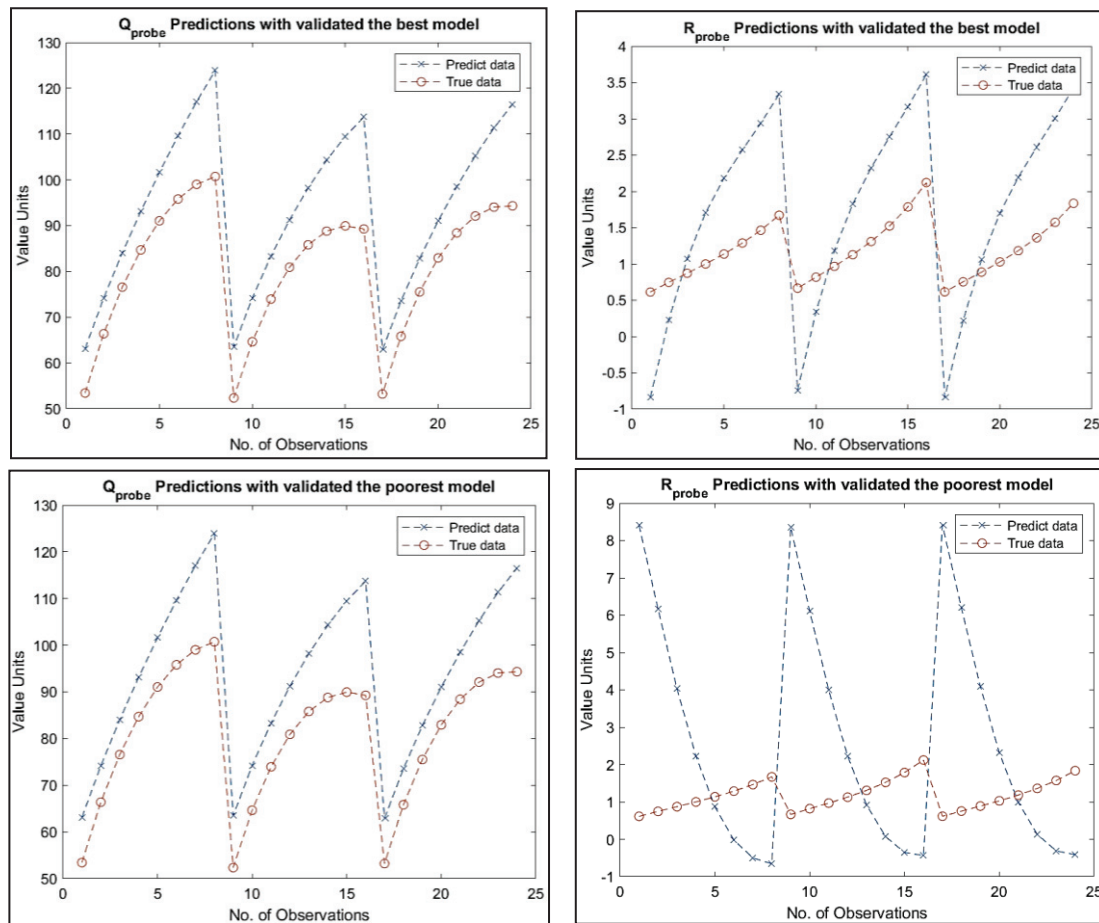 Q probe Predictions with validated the best model
130
120
110
100
90
80
70
60
50
Value Units
Predict data
True data
0 5 10 15 20 25
No. of Observations
R probe Predictions with validated the best model
4
3.5
3
2.5
2
1.5
1
0.5
0
-0.5
-1
Value Units
Predict data
True data
0 5 10 15 20 25
No. of Observations
Q probe Predictions with validated the poorest model
130
120
110
100
90
80
70
60
50
Value Units
Predict data
True data
0 5 10 15 20 25
No. of Observations
R probe Predictions with validated the poorest model
9
8
7
6
5
4
3
2
1
0
-1
Value Units
Predict data
True data
0 5 10 15 20 25
No. of Observations